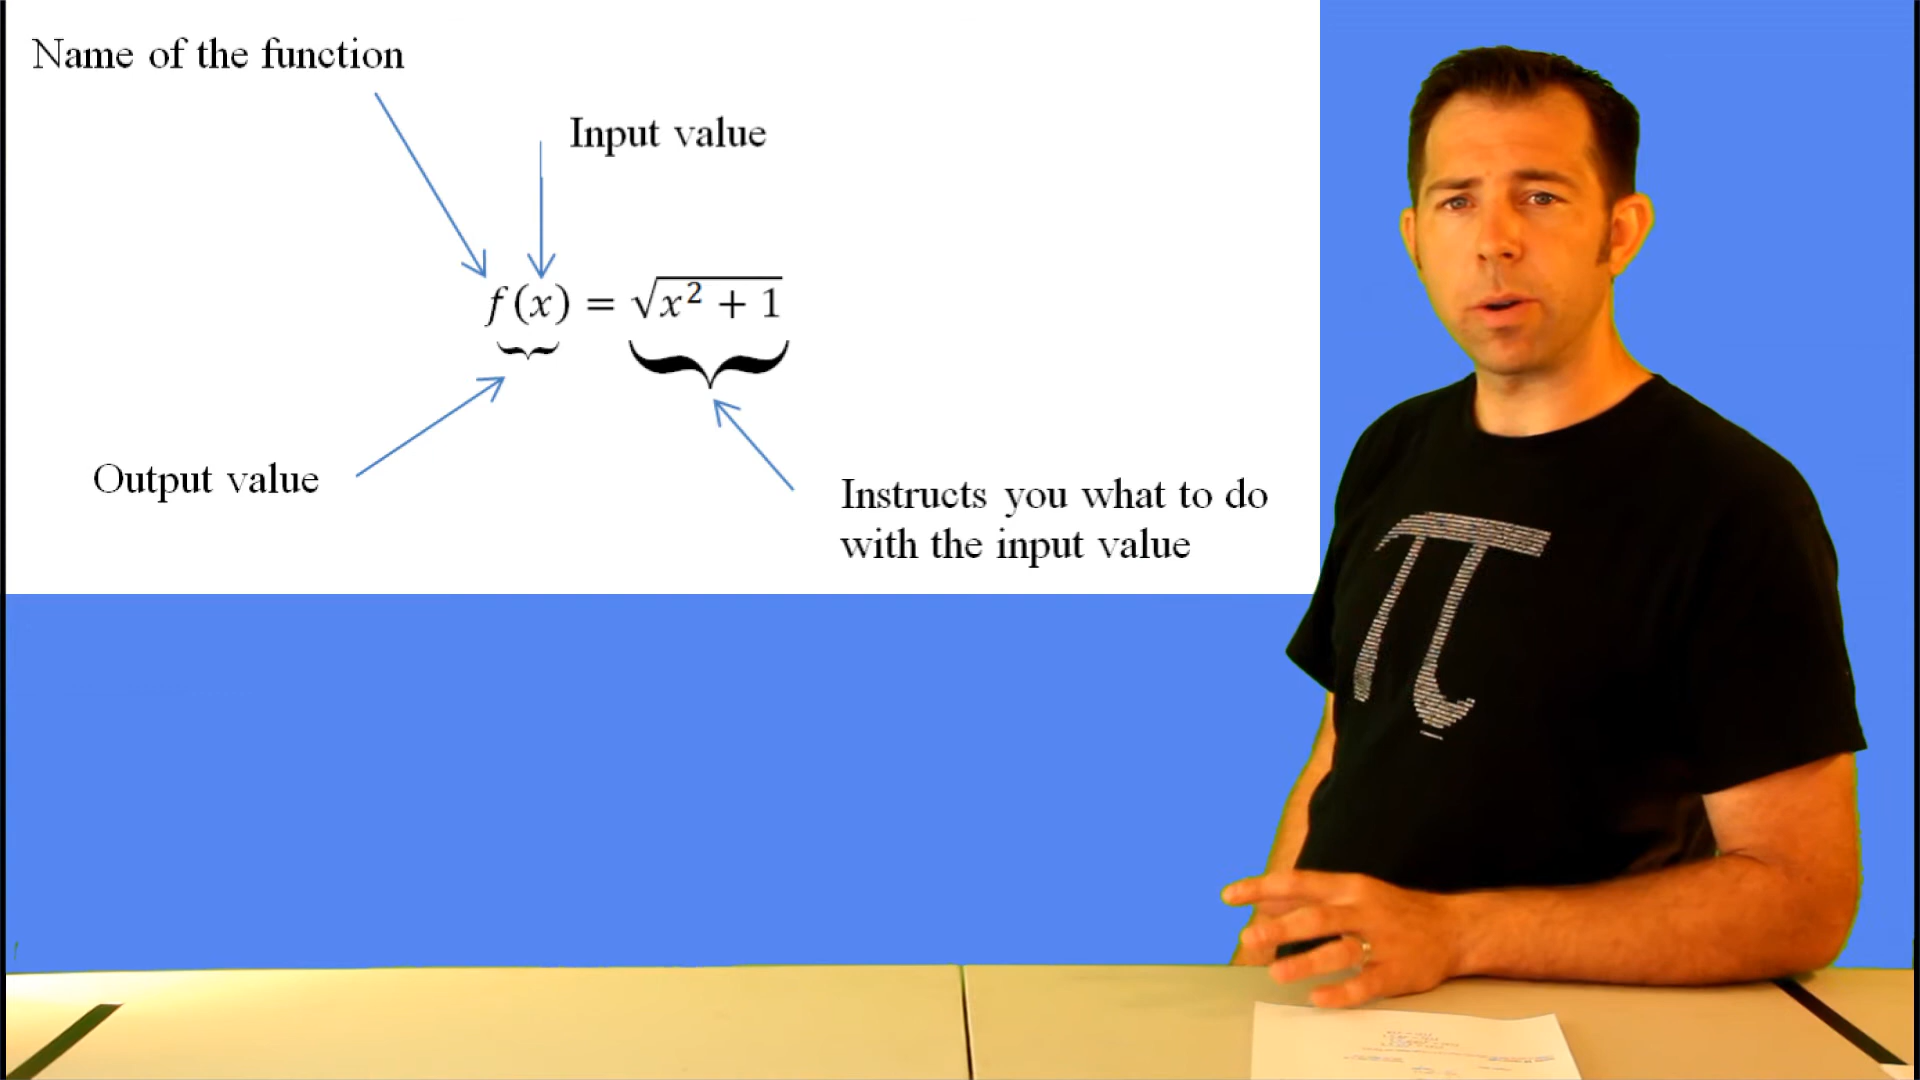 Name of the function
Input value
f(x) = √x² + 1
Output value
Instructs you what to do
with the input value
π